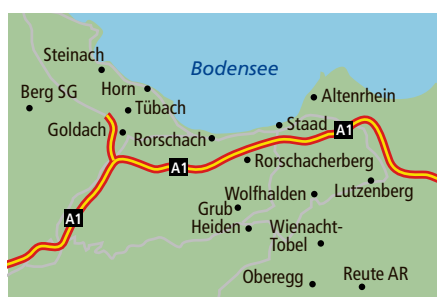 Steinach
Bodensee
Berg SG
Horn
Altenrhein
Tübach
Goldach
Rorschach
Staad
A1
A1
Rorschacherberg
Wolfhalden
Lutzenberg
Grub
A1
Heiden
Wienacht-
Tobel
Oberegg
Reute AR